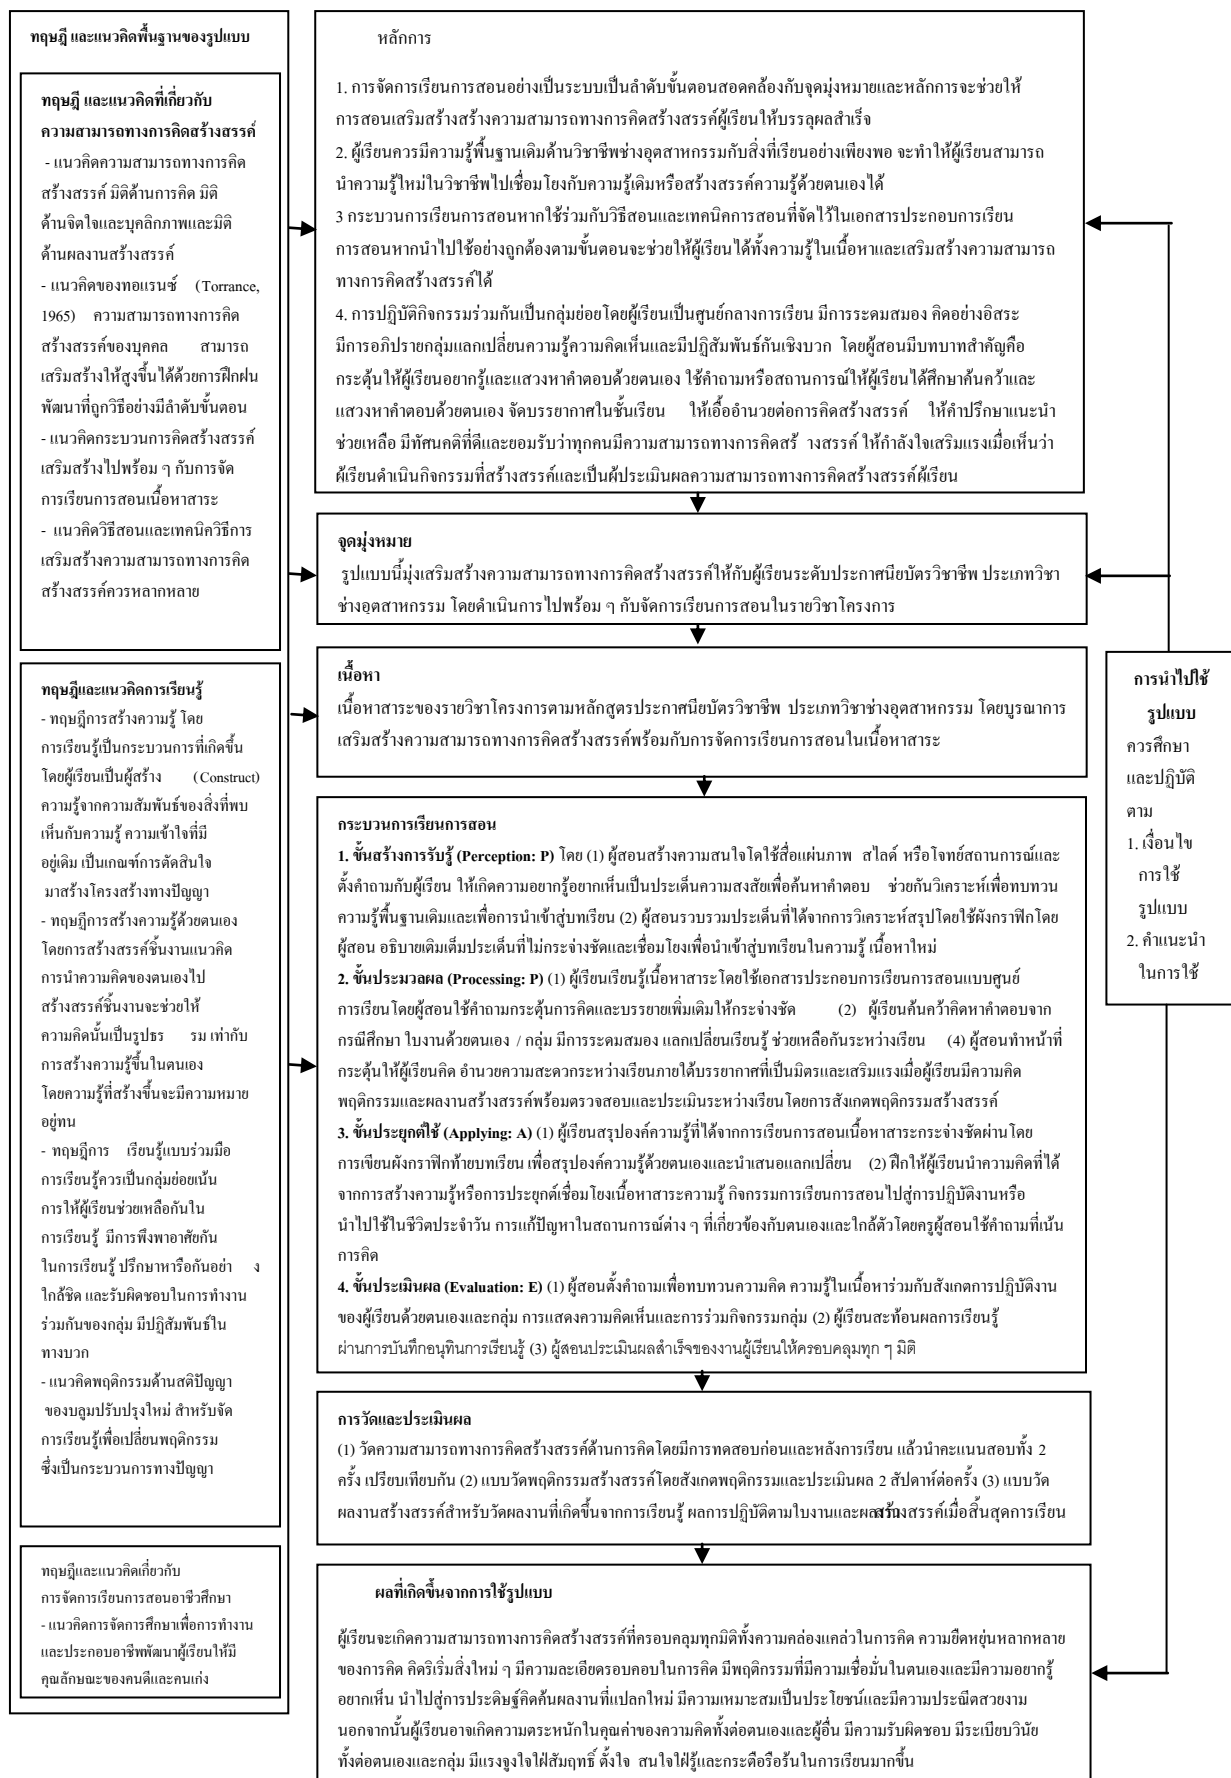 ทฤษฎี และแนวคิดพื้นฐานของรูปแบบ
ทฤษฎี และแนวคิดที่เกี่ยวกับ
ความสามารถทางการคิดสร้างสรรค์
- แนวคิดความสามารถทางการคิด
สร้างสรรค์ มิติด้านการคิด มิติ
ด้านจิตใจและบุคลิกภาพและมิติ
ด้านผลงานสร้างสรรค์
- แนวคิดของทอแรนซ์ (Torrance,
1965) ความสามารถทางการคิด
สร้างสรรค์ของบุคคล สามารถ
เสริมสร้างให้สูงขึ้นได้ด้วยการฝึกฝน
พัฒนาที่ถูกวิธีอย่างมีลำดับขั้นตอน
- แนวคิดกระบวนการคิดสร้างสรรค์
เสริมสร้างไปพร้อม ๆ กับการจัด
การเรียนการสอนเนื้อหาสาระ
- แนวคิดวิธีสอนและเทคนิควิธีการ
เสริมสร้างความสามารถทางการคิด
สร้างสรรค์ควรหลากหลาย
ทฤษฎีและแนวคิดการเรียนรู้
- ทฤษฎีการสร้างความรู้ โดย
การเรียนรู้เป็นกระบวนการที่เกิดขึ้น
โดยผู้เรียนเป็นผู้สร้าง (Construct)
ความรู้จากความสัมพันธ์ของสิ่งที่พบ
เห็นกับความรู้ ความเข้าใจที่มี
อยู่เดิม เป็นเกณฑ์การตัดสินใจ
มาสร้างโครงสร้างทางปัญญา
- ทฤษฎีการสร้างความรู้ด้วยตนเอง
โดยการสร้างสรรค์ชิ้นงานแนวคิด
การนำความคิดของตนเองไป
สร้างสรรค์ชิ้นงานจะช่วยให้
ความคิดนั้นเป็นรูปธร รม เท่ากับ
การสร้างความรู้ขึ้นในตนเอง
โดยความรู้ที่สร้างขึ้นจะมีความหมาย
อยู่ทน
- ทฤษฎีการ เรียนรู้แบบร่วมมือ
การเรียนรู้ควรเป็นกลุ่มย่อยเน้น
การให้ผู้เรียนช่วยเหลือกันใน
การเรียนรู้ มีการพึงพาอาศัยกัน
ในการเรียนรู้ ปรึกษาหารือกันอย่า ง
ใกล้ชิด และรับผิดชอบในการทำงาน
ร่วมกันของกลุ่ม มีปฏิสัมพันธ์ใน
ทางบวก
- แนวคิดพฤติกรรมด้านสติปัญญา
ของบลูมปรับปรุงใหม่ สำหรับจัด
การเรียนรู้เพื่อเปลี่ยนพฤติกรรม
ซึ่งเป็นกระบวนการทางปัญญา
ทฤษฎีและแนวคิดเกี่ยวกับ
การจัดการเรียนการสอนอาชีวศึกษา
- แนวคิดการจัดการศึกษาเพื่อการทำงาน
และประกอบอาชีพพัฒนาผู้เรียนให้มี
คุณลักษณะของคนดีและคนเก่ง
หลักการ
1. การจัดการเรียนการสอนอย่างเป็นระบบเป็นลำดับขั้นตอนสอดคล้องกับจุดมุ่งหมายและหลักการจะช่วยให้
การสอนเสริมสร้างสร้างความสามารถทางการคิดสร้างสรรค์ผู้เรียนให้บรรลุผลสำเร็จ
2. ผู้เรียนควรมีความรู้พื้นฐานเดิมด้านวิชาชีพช่างอุตสาหกรรมกับสิ่งที่เรียนอย่างเพียงพอ จะทำให้ผู้เรียนสามารถ
นำความรู้ใหม่ในวิชาชีพไปเชื่อมโยงกับความรู้เดิมหรือสร้างสรรค์ความรู้ด้วยตนเองได้
3 กระบวนการเรียนการสอนหากใช้ร่วมกับวิธีสอนและเทคนิคการสอนที่จัดไว้ในเอกสารประกอบการเรียน
การสอนหากนำไปใช้อย่างถูกต้องตามขั้นตอนจะช่วยให้ผู้เรียนได้ทั้งความรู้ในเนื้อหาและเสริมสร้างความสามารถ
ทางการคิดสร้างสรรค์ได้
4. การปฏิบัติกิจกรรมร่วมกันเป็นกลุ่มย่อยโดยผู้เรียนเป็นศูนย์กลางการเรียน มีการระดมสมอง คิดอย่างอิสระ
มีการอภิปรายกลุ่มแลกเปลี่ยนความรู้ความคิดเห็นและมีปฏิสัมพันธ์กันเชิงบวก โดยผู้สอนมีบทบาทสำคัญคือ
กระตุ้นให้ผู้เรียนอยากรู้และแสวงหาคำตอบด้วยตนเอง ใช้คำถามหรือสถานการณ์ให้ผู้เรียนได้ศึกษาค้นคว้าและ
แสวงหาคำตอบด้วยตนเอง จัดบรรยากาศในชั้นเรียน ให้เอื้ออำนวยต่อการคิดสร้างสรรค์ ให้คำปรึกษาแนะนำ
ช่วยเหลือ มีทัศนคติที่ดีและยอมรับว่าทุกคนมีความสามารถทางการคิดสร้ างสรรค์ ให้กำลังใจเสริมแรงเมื่อเห็นว่า
ผู้เรียนดำเนินกิจกรรมที่สร้างสรรค์และเป็นผู้ประเมินผลความสามารถทางการคิดสร้างสรรค์ผู้เรียน
จุดมุ่งหมาย
รูปแบบนี้มุ่งเสริมสร้างความสามารถทางการคิดสร้างสรรค์ให้กับผู้เรียนระดับประกาศนียบัตรวิชาชีพ ประเภทวิชา
ช่างอุตสาหกรรม โดยดำเนินการไปพร้อม ๆ กับจัดการเรียนการสอนในรายวิชาโครงการ
เนื้อหา
เนื้อหาสาระของรายวิชาโครงการตามหลักสูตรประกาศนียบัตรวิชาชีพ ประเภทวิชาช่างอุตสาหกรรม โดยบูรณาการ
เสริมสร้างความสามารถทางการคิดสร้างสรรค์พร้อมกับการจัดการเรียนการสอนในเนื้อหาสาระ
กระบวนการเรียนการสอน
1. ขั้นสร้างการรับรู้ (Perception: P) โดย (1) ผู้สอนสร้างความสนใจโดใช้สื่อแผ่นภาพ สไลด์ หรือโจทย์สถานการณ์และ
ตั้งคำถามกับผู้เรียน ให้เกิดความอยากรู้อยากเห็นเป็นประเด็นความสงสัยเพื่อค้นหาคำตอบ ช่วยกันวิเคราะห์เพื่อทบทวน
ความรู้พื้นฐานเดิมและเพื่อการนำเข้าสู่บทเรียน (2) ผู้สอนรวบรวมประเด็นที่ได้จากการวิเคราะห์สรุปโดยใช้ผังกราฟิกโดย
ผู้สอน อธิบายเติมเต็มประเด็นที่ไม่กระจ่างชัดและเชื่อมโยงเพื่อนำเข้าสู่บทเรียนในความรู้ เนื้อหาใหม่
2. ขั้นประมวลผล (Processing: P) (1) ผู้เรียนเรียนรู้เนื้อหาสาระโดยใช้เอกสารประกอบการเรียนการสอนแบบศูนย์
การเรียนโดยผู้สอนใช้คำถามกระตุ้นการคิดและบรรยายเพิ่มเติมให้กระจ่างชัด (2) ผู้เรียนค้นคว้าคิดหาคำตอบจาก
กรณีศึกษา ใบงานด้วยตนเอง / กลุ่ม มีการระดมสมอง แลกเปลี่ยนเรียนรู้ ช่วยเหลือกันระหว่างเรียน (4) ผู้สอนทำหน้าที่
กระตุ้นให้ผู้เรียนคิด อำนวยความสะดวกระหว่างเรียนภายใต้บรรยากาศที่เป็นมิตรและเสริมแรงเมื่อผู้เรียนมีความคิด
พฤติกรรมและผลงานสร้างสรรค์พร้อมตรวจสอบและประเมินระหว่างเรียนโดยการสังเกตพฤติกรรมสร้างสรรค์
3. ขั้นประยุกต์ใช้ (Applying: A) (1) ผู้เรียนสรุปองค์ความรู้ที่ได้จากการเรียนการสอนเนื้อหาสาระกระจ่างชัดผ่านโดย
การเขียนผังกราฟิกท้ายบทเรียน เพื่อสรุปองค์ความรู้ด้วยตนเองและนำเสนอแลกเปลี่ยน (2) ฝึกให้ผู้เรียนนำความคิดที่ได้
จากการสร้างความรู้หรือการประยุกต์เชื่อมโยงเนื้อหาสาระความรู้ กิจกรรมการเรียนการสอนไปสู่การปฏิบัติงานหรือ
นำไปใช้ในชีวิตประจำวัน การแก้ปัญหาในสถานการณ์ต่าง ๆ ที่เกี่ยวข้องกับตนเองและใกล้ตัวโดยครูผู้สอนใช้คำถามที่เน้น
การคิด
4. ขั้นประเมินผล (Evaluation: E) (1) ผู้สอนตั้งคำถามเพื่อทบทวนความคิด ความรู้ในเนื้อหาร่วมกับสังเกตการปฏิบัติงาน
ของผู้เรียนด้วยตนเองและกลุ่ม การแสดงความคิดเห็นและการร่วมกิจกรรมกลุ่ม (2) ผู้เรียนสะท้อนผลการเรียนรู้
ผ่านการบันทึกอนุทินการเรียนรู้ (3) ผู้สอนประเมินผลสำเร็จของงานผู้เรียนให้ครอบคลุมทุก ๆ มิติ
การวัดและประเมินผล
(1) วัดความสามารถทางการคิดสร้างสรรค์ด้านการคิดโดยมีการทดสอบก่อนและหลังการเรียน แล้วนำคะแนนสอบทั้ง 2
ครั้ง เปรียบเทียบกัน (2) แบบวัดพฤติกรรมสร้างสรรค์โดยสังเกตพฤติกรรมและประเมินผล 2 สัปดาห์ต่อครั้ง (3) แบบวัด
ผลงานสร้างสรรค์สำหรับวัดผลงานที่เกิดขึ้นจากการเรียนรู้ ผลการปฏิบัติตามใบงานและผลงานสร้างสรรค์เมื่อสิ้นสุดการเรียน
ผลที่เกิดขึ้นจากการใช้รูปแบบ
ผู้เรียนจะเกิดความสามารถทางการคิดสร้างสรรค์ที่ครอบคลุมทุกมิติทั้งความคล่องแคล่วในการคิด ความยืดหยุ่นหลากหลาย
ของการคิด คิดริเริ่มสิ่งใหม่ ๆ มีความละเอียดรอบคอบในการคิด มีพฤติกรรมที่มีความเชื่อมั่นในตนเองและมีความอยากรู้
อยากเห็น นำไปสู่การประดิษฐ์คิดค้นผลงานที่แปลกใหม่ มีความเหมาะสมเป็นประโยชน์และมีความประณีตสวยงาม
นอกจากนั้นผู้เรียนอาจเกิดความตระหนักในคุณค่าของความคิดทั้งต่อตนเองและผู้อื่น มีความรับผิดชอบ มีระเบียบวินัย
ทั้งต่อตนเองและกลุ่ม มีแรงจูงใจใฝ่สัมฤทธิ์ ตั้งใจ สนใจใฝ่รู้และกระตือรือร้นในการเรียนมากขึ้น
การนำไปใช้
รูปแบบ
ควรศึกษา
และปฏิบัติ
ตาม
1. เงื่อนไข
การใช้
รูปแบบ
2. คำแนะนำ
ในการใช้